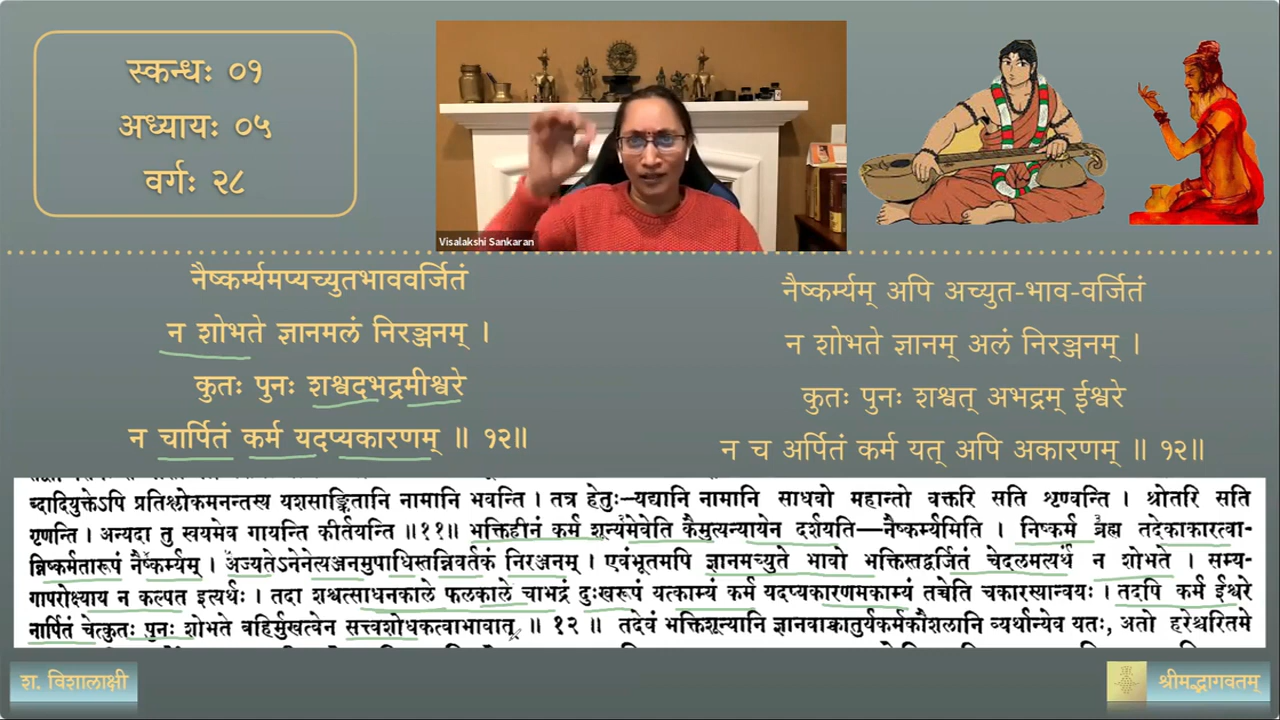 स्कन्धः ०१
अध्यायः ०५
वर्गः २८
Visalakshi Sankaran
नैष्कर्म्यमप्यच्युतभाववर्जितं
न शोभते ज्ञानमलं निरञ्जनम् ।
कुतः पुनः शश्वदभद्रमीश्वरे
न चार्पितं कर्म यदप्यकारणम् ॥ १२॥
नैष्कर्म्यम् अपि अच्युत-भाव-वर्जितं
न शोभते ज्ञानम् अलं निरञ्जनम् ।
कुतः पुनः शश्वत् अभद्रम् ईश्वरे
न च अर्पितं कर्म यत् अपि अकारणम् ॥ १२॥
ब्दादियुक्तेऽपि प्रतिश्लोकमनन्तस्य यशसाङ्कितानि नामानि भवन्ति । तत्र हेतुः—यद्यानि नामानि साधवो महान्तो वक्तरि सति शृण्वन्ति । श्रोतरि सति
गृणन्ति । अन्यदा तु स्वयमेव गायन्ति कीर्तयन्ति ॥११॥ भक्तिहीनं कर्म शून्यमेवेति कैमुत्यन्यायेन दर्शयति—नैष्कर्म्यमिति । निष्कर्म ब्रह्म तदेकाकारत्वा-
न्निष्कर्मतारूपं नैष्कर्म्यम् । अज्यतेऽनेनेत्यञ्जनमुपाधिस्तन्निवर्तकं निरञ्जनम् । एवंभूतमपि ज्ञानमच्युते भावो भक्तिस्तद्वर्जितं चेदलमत्यर्थं न शोभते । सम्य-
गापरोक्ष्याय न कल्पत इत्यर्थः । तदा शश्वत्साधनकाले फलकाले चाभद्रं दुःखरूपं यत्काम्यं कर्म यदप्यकारणमकाम्यं तच्चेति चकारस्यान्वयः । तदपि कर्म ईश्वरे
नार्पितं चेत्कुतः पुनः शोभते बहिर्मुखत्वेन सत्त्वशोधकत्वाभावात् ॥ १२ ॥ तदेवं भक्तिशून्यानि ज्ञानवाक्चातुर्यकर्मकौशलानि व्यर्थान्येव यतः, अतो हरेश्चरितमे
श. विशालाक्षी
श्रीमद्भागवतम्